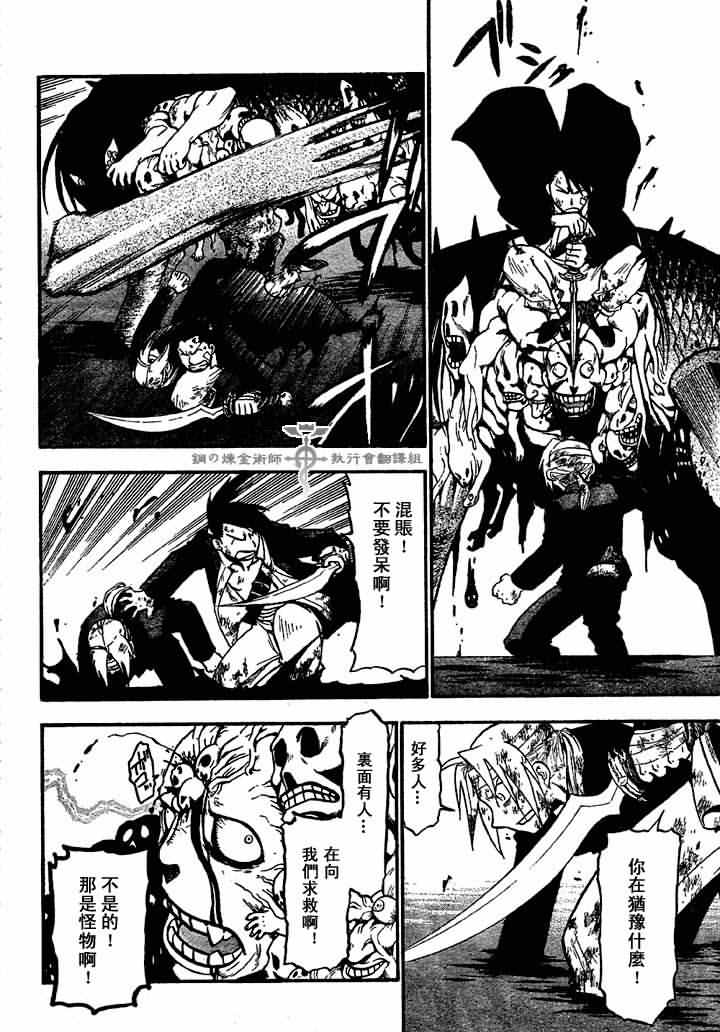 ズッ
鋼の煉金術師
執行會翻譯組
混賬！
不要發呆啊！
好多人…
你在猶豫什麼！
裏面有人…
在向
我們求救啊！
不是的！
那是怪物啊！